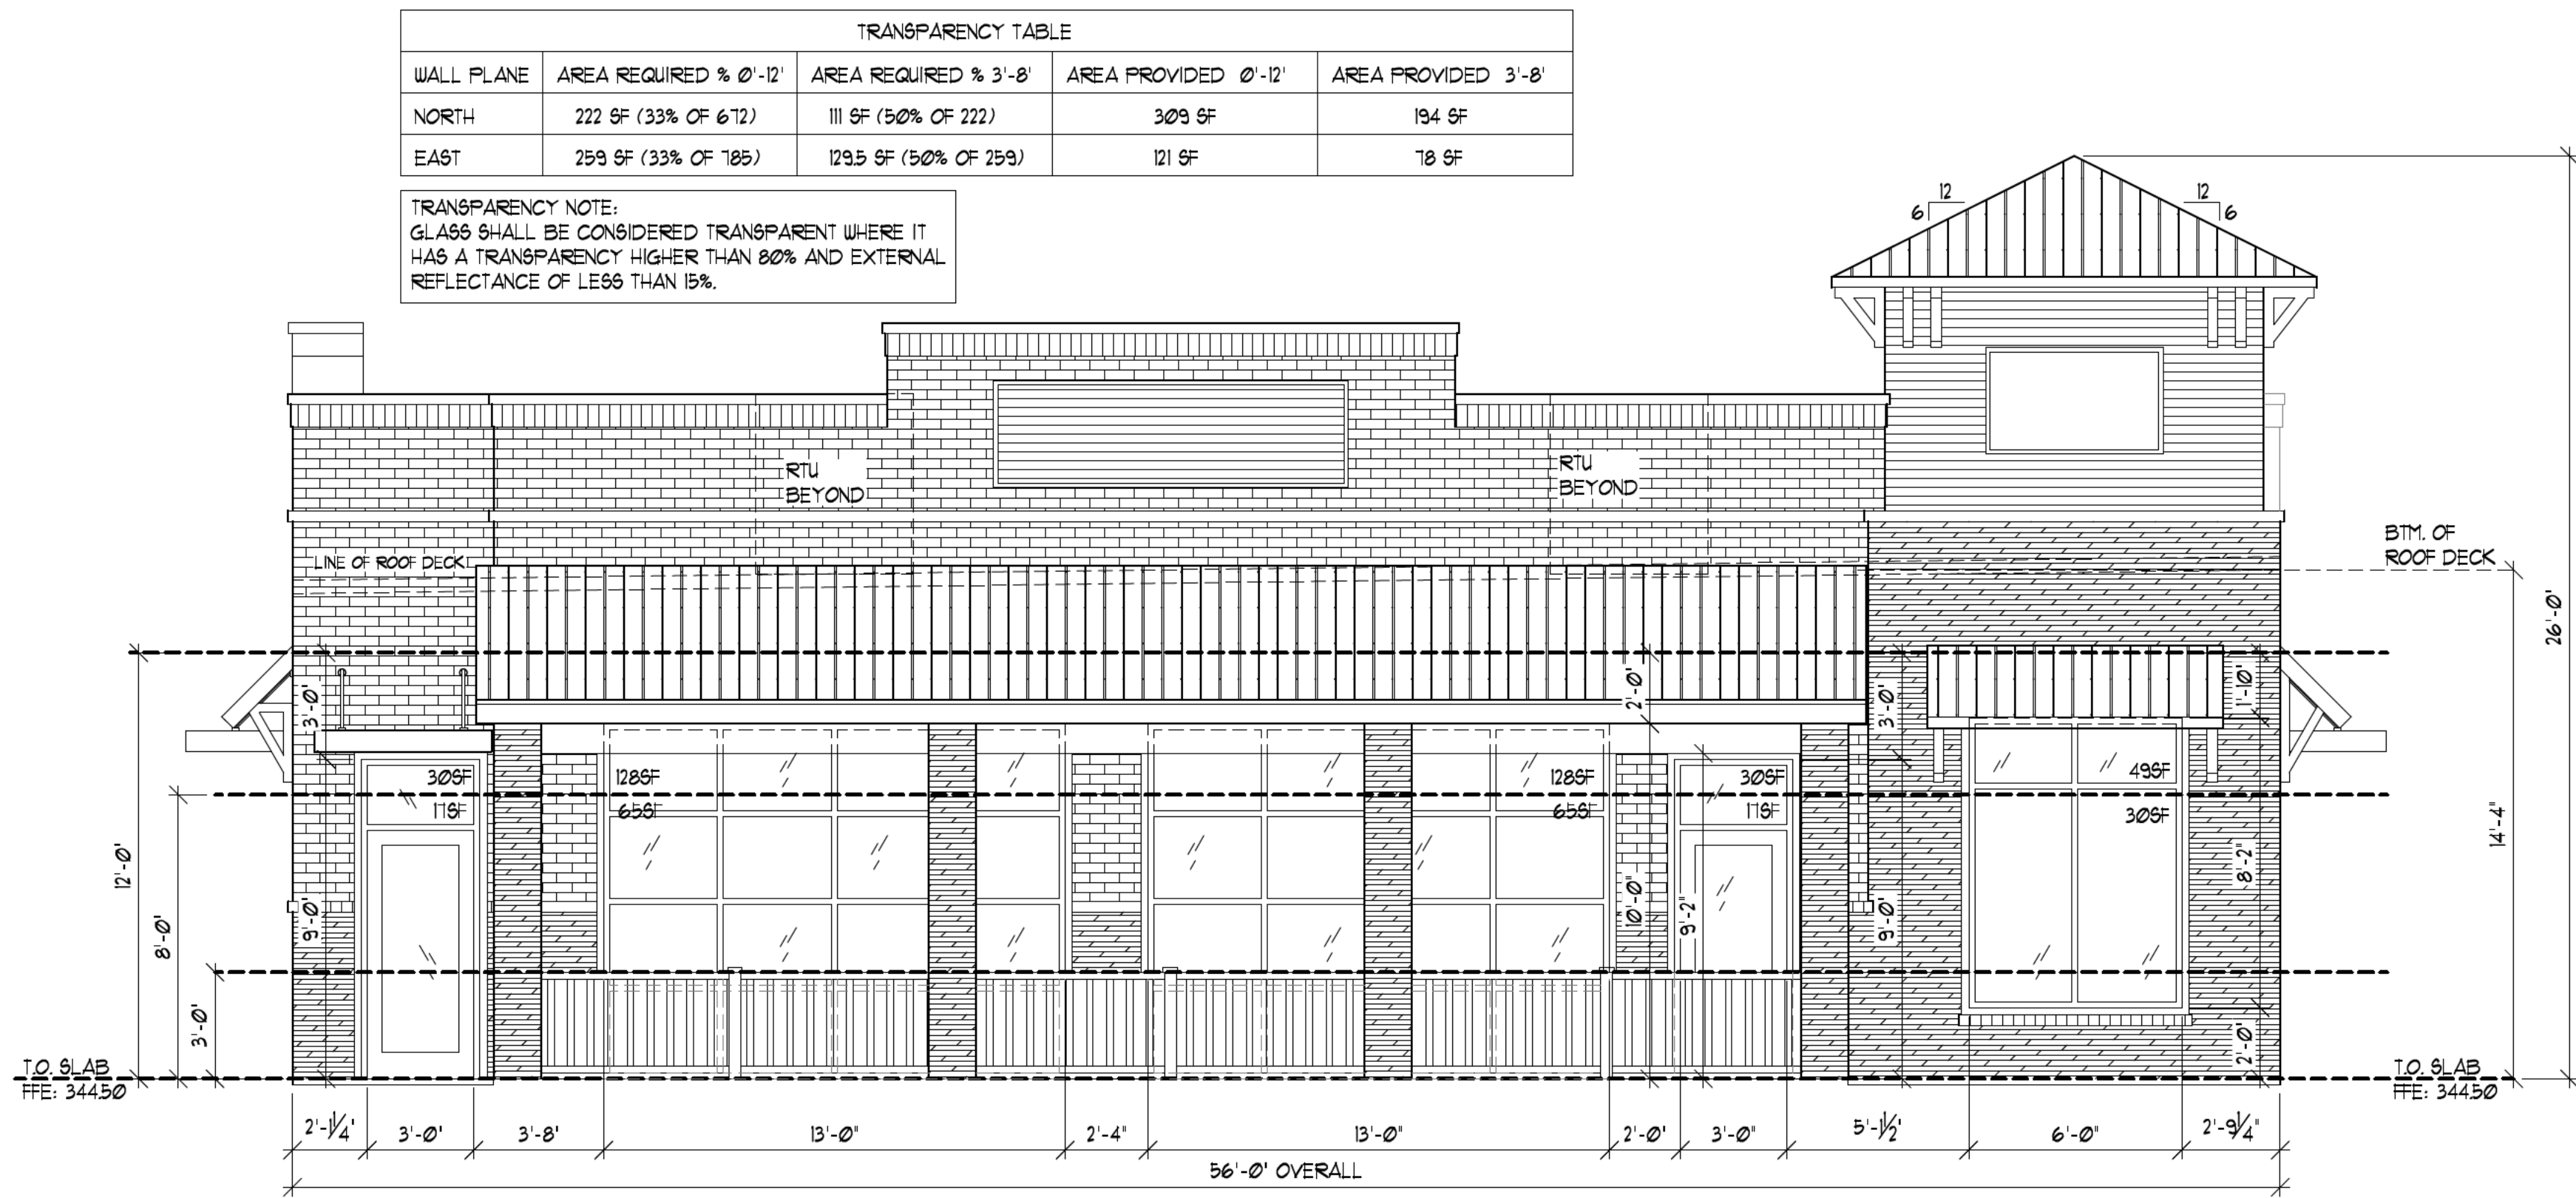 TRANSPARENCY TABLE
WALL PLANE AREA REQUIRED % 0'-12' AREA REQUIRED % 3'-8' AREA PROVIDED 0'-12' AREA PROVIDED 3'-8'
NORTH 222 SF (33% OF 672) 111 SF (50% OF 222) 309 SF 194 SF
EAST 259 SF (33% OF 785) 129.5 SF (50% OF 259) 121 SF 78 SF
TRANSPARENCY NOTE:
GLASS SHALL BE CONSIDERED TRANSPARENT WHERE IT
HAS A TRANSPARENCY HIGHER THAN 80% AND EXTERNAL
REFLECTANCE OF LESS THAN 15%.
12
6
12
6
RTU
BEYOND
RTU
BEYOND
LINE OF ROOF DECK
BTM. OF
ROOF DECK
26'-0"
14'-4"
12'-0"
8'-0"
3'-0"
3'-0"
9'-0"
2'-0"
10'-0"
9'-2"
3'-0"
9'-0"
1'-10"
8'-2"
2'-0"
30SF
17SF
128SF
65SF
128SF
65SF
30SF
17SF
49SF
30SF
T.O. SLAB
FFE: 344.50
T.O. SLAB
FFE: 344.50
2'-1 1/4" 3'-0" 3'-8" 13'-0" 2'-4" 13'-0" 2'-0" 3'-0" 5'-1 1/2" 6'-0" 2'-9 1/4"
56'-0" OVERALL